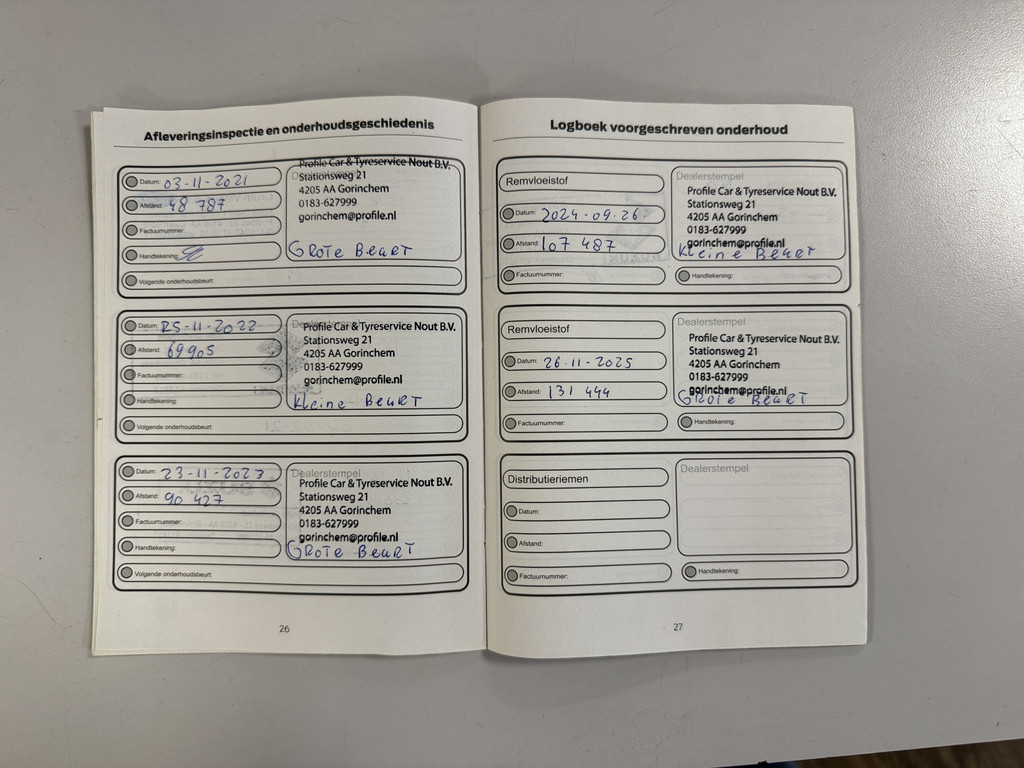 Afleveringsinspectie en onderhoudsgeschiedenis
Datum: 03-11-2021
Afstand: 48 787
Factuurnummer:
Handtekening:
Volgende onderhoudsbeurt:
Profile Car & Tyreservice Nout B.V.
Stationsweg 21
4205 AA Gorinchem
0183-627999
gorinchem@profile.nl
GROTE BEURT
Datum: 25-11-2022
Afstand: 69905
Factuurnummer:
Handtekening:
Volgende onderhoudsbeurt:
Profile Car & Tyreservice Nout B.V.
Stationsweg 21
4205 AA Gorinchem
0183-627999
gorinchem@profile.nl
KLEINE BEURT
Datum: 23-11-2023
Afstand: 90 427
Factuurnummer:
Handtekening:
Volgende onderhoudsbeurt:
Dealerstempel
Profile Car & Tyreservice Nout B.V.
Stationsweg 21
4205 AA Gorinchem
0183-627999
gorinchem@profile.nl
GROTE BEURT
26
Logboek voorgeschreven onderhoud
Remvloeistof
Datum: 2024-09-26.
Afstand: 107 487
Factuurnummer:
Dealerstempel
Profile Car & Tyreservice Nout B.V.
Stationsweg 21
4205 AA Gorinchem
0183-627999
gorinchem@profile.nl
KLEINE BEURT
Handtekening:
Remvloeistof
Datum: 26-11-2025
Afstand: 131 444
Factuurnummer:
Dealerstempel
Profile Car & Tyreservice Nout B.V.
Stationsweg 21
4205 AA Gorinchem
0183-627999
gorinchem@profile.nl
GROTE BEURT
Handtekening:
Distributieriemen
Datum:
Afstand:
Factuurnummer:
Dealerstempel
Handtekening:
27